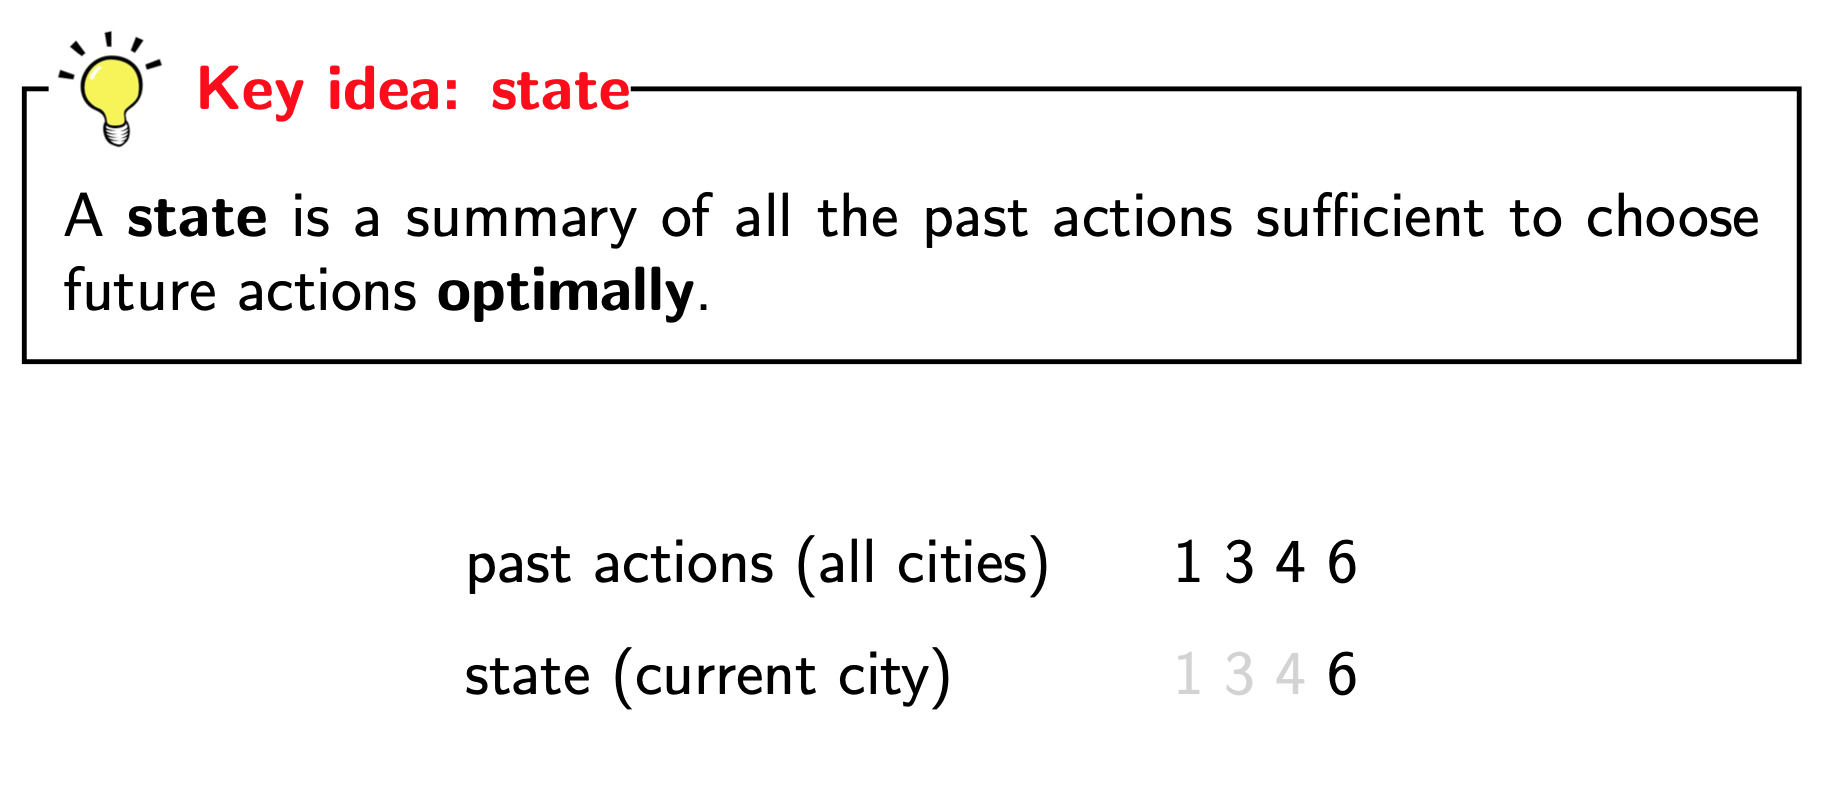 Key idea: state
A state is a summary of all the past actions sufficient to choose
future actions optimally.
past actions (all cities) 1 3 4 6
state (current city) 1 3 4 6